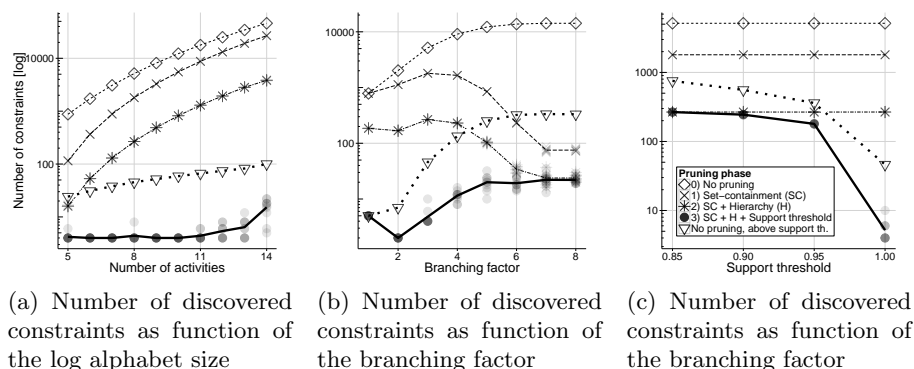 Number of constraints [log]
10000
100
5
8
11
14
Number of activities
10000
100
2
4
6
8
Branching factor
1000
100
10
Pruning phase
0) No pruning
1) Set−containment (SC)
2) SC + Hierarchy (H)
3) SC + H + Support threshold
No pruning, above support th.
0.85
0.90
0.95
1.00
Support threshold
(a) Number of discovered
constraints as function of
the log alphabet size
(b) Number of discovered
constraints as function of
the branching factor
(c) Number of discovered
constraints as function of
the branching factor